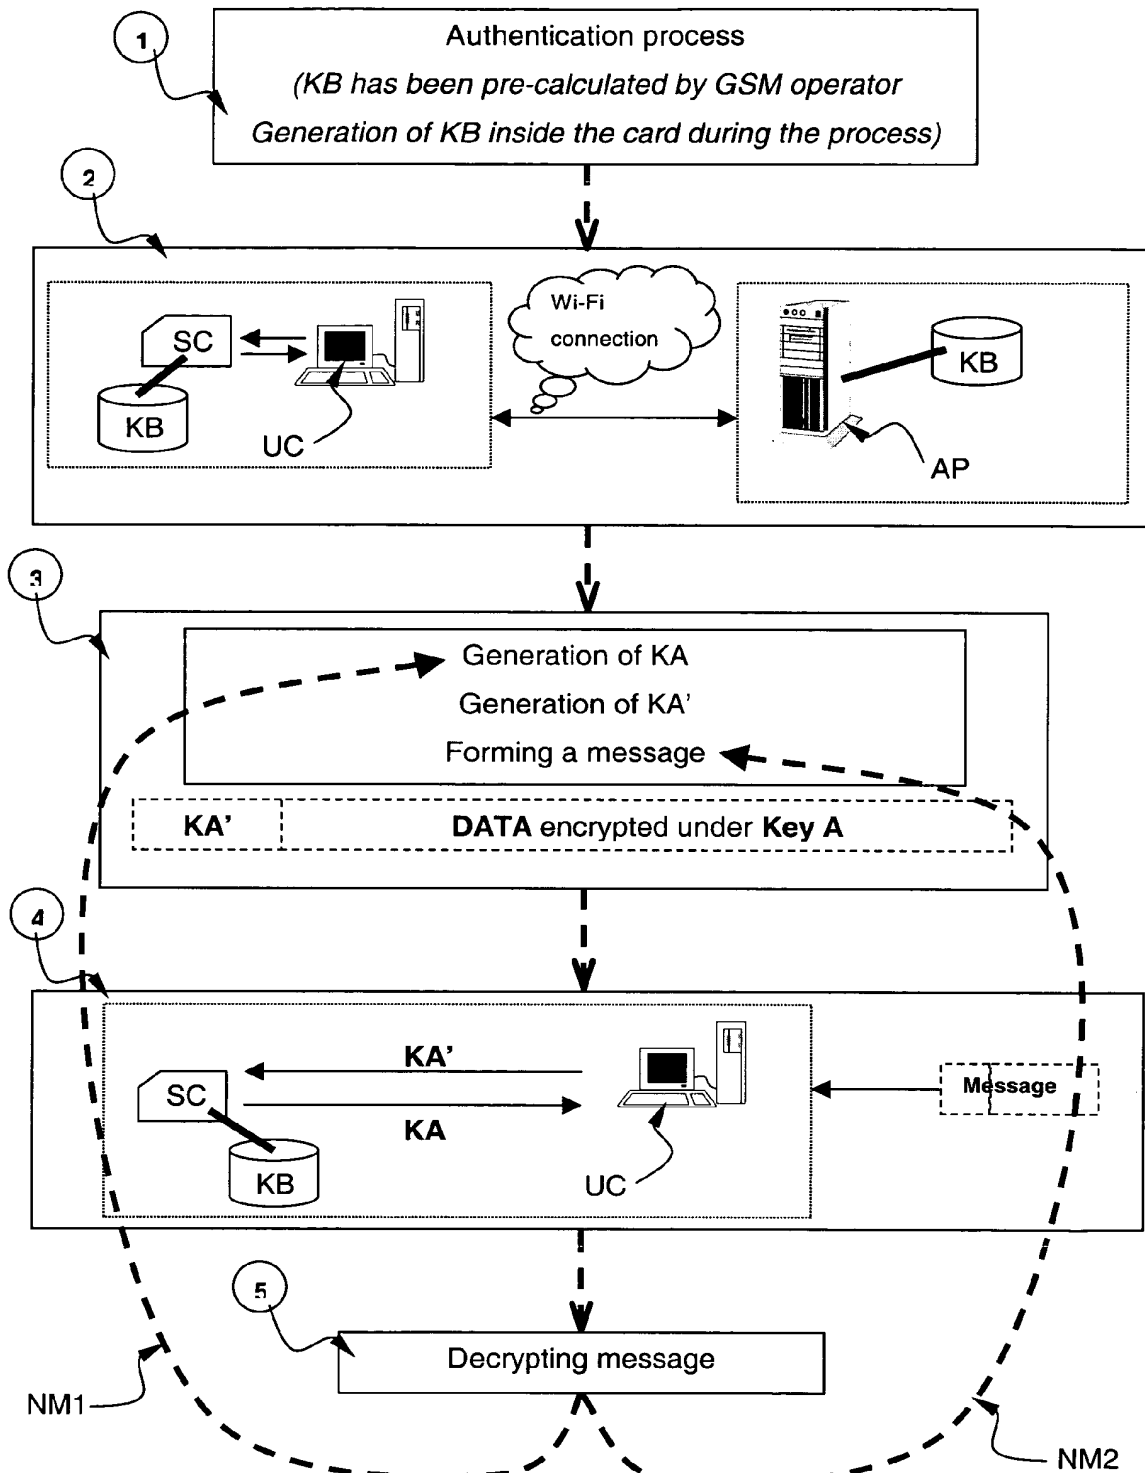 1
Authentication process
(KB has been pre-calculated by GSM operator
Generation of KB inside the card during the process)
2
SC
KB
UC
Wi-Fi
connection
KB
AP
3
Generation of KA
Generation of KA'
Forming a message
KA' DATA encrypted under Key A
4
KA'
SC
KA
KB
UC
Message
5
Decrypting message
NM1
NM2